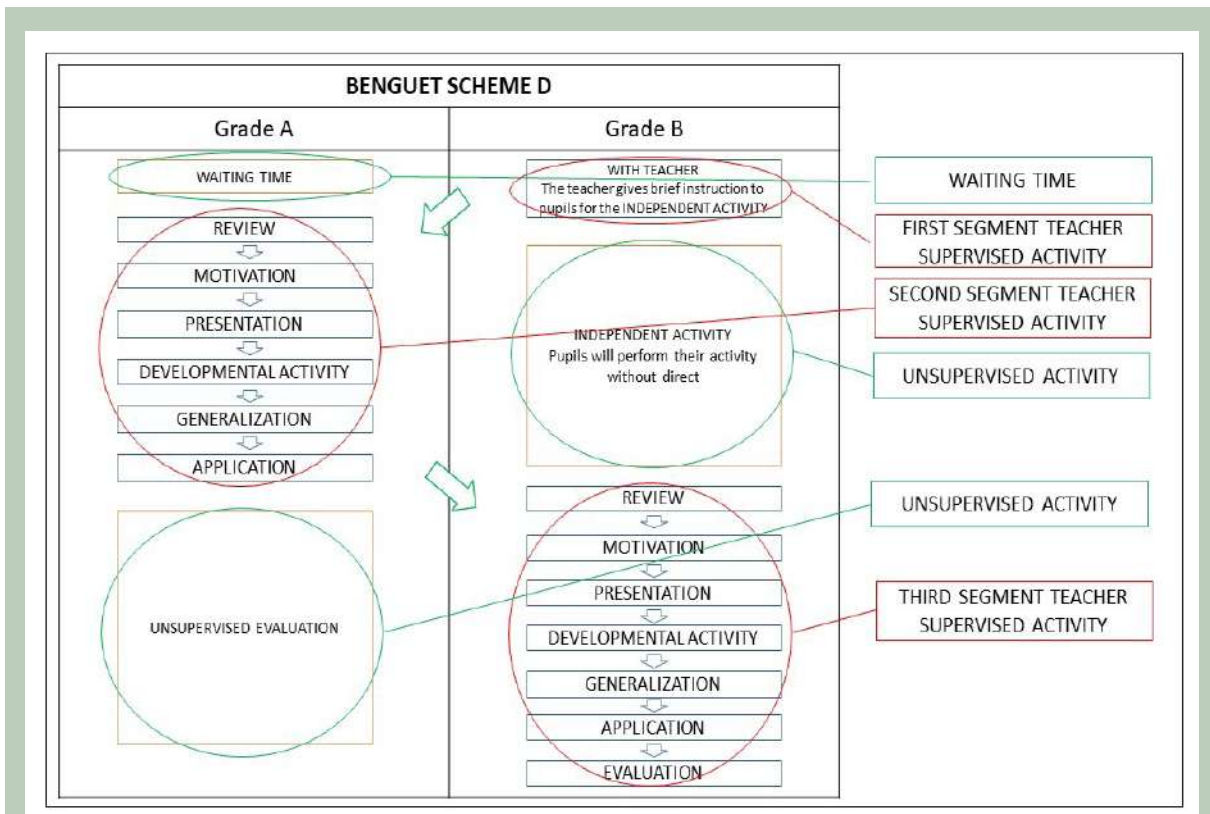 BENGUET SCHEME D
Grade A
Grade B
WAITING TIME
REVIEW
MOTIVATION
PRESENTATION
DEVELOPMENTAL ACTIVITY
GENERALIZATION
APPLICATION
UNSUPERVISED EVALUATION
WITH TEACHER
The teacher gives brief instruction to
pupils for the INDEPENDENT ACTIVITY
INDEPENDENT ACTIVITY
Pupils will perform their activity
without direct
REVIEW
MOTIVATION
PRESENTATION
DEVELOPMENTAL ACTIVITY
GENERALIZATION
APPLICATION
EVALUATION
WAITING TIME
FIRST SEGMENT TEACHER
SUPERVISED ACTIVITY
SECOND SEGMENT TEACHER
SUPERVISED ACTIVITY
UNSUPERVISED ACTIVITY
UNSUPERVISED ACTIVITY
THIRD SEGMENT TEACHER
SUPERVISED ACTIVITY